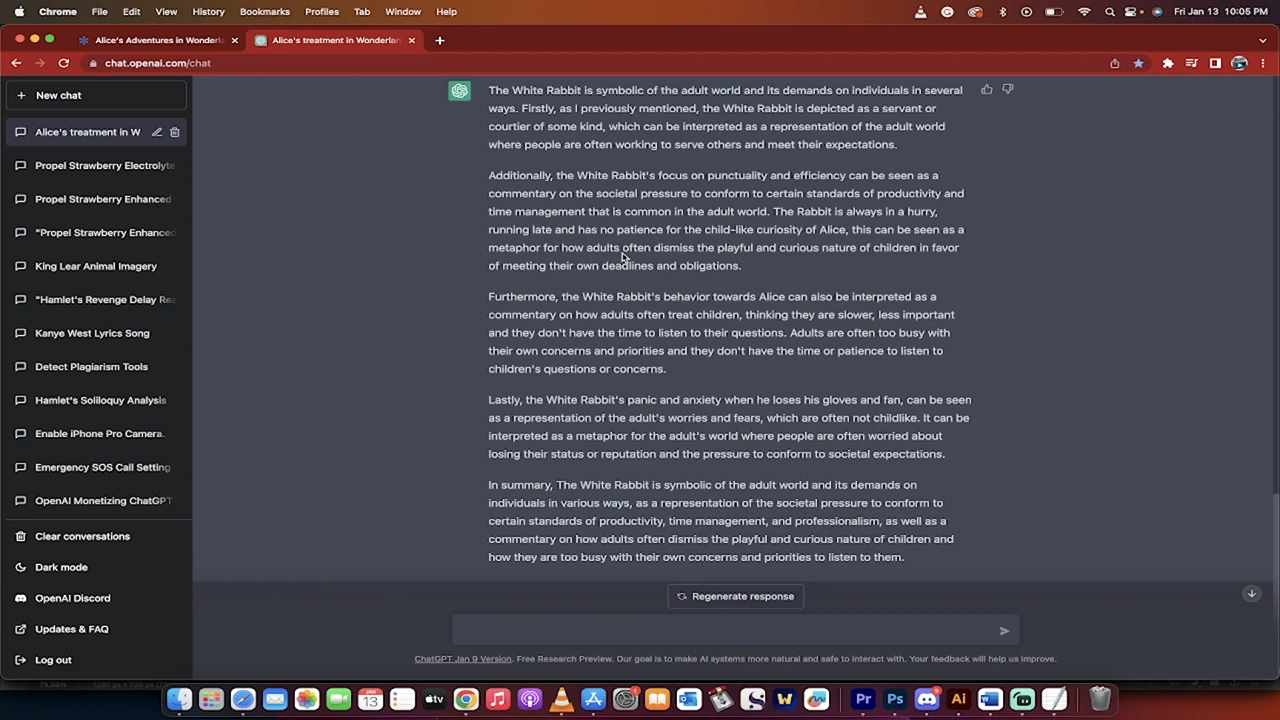 Chrome File Edit View History Bookmarks Profiles Tab Window Help Fri Jan 13 10:05 PM
Alice's Adventures in Wonderla Alice's treatment in Wonderlan
chat.openai.com/chat
New chat
Alice's treatment in W
Propel Strawberry Electrolyte
Propel Strawberry Enhanced
"Propel Strawberry Enhanced
King Lear Animal Imagery
"Hamlet's Revenge Delay Rea
Kanye West Lyrics Song
Detect Plagiarism Tools
Hamlet's Soliloquy Analysis
Enable iPhone Pro Camera.
Emergency SOS Call Setting
OpenAI Monetizing ChatGPT
Clear conversations
Dark mode
OpenAI Discord
Updates & FAQ
Log out
The White Rabbit is symbolic of the adult world and its demands on individuals in several
ways. Firstly, as I previously mentioned, the White Rabbit is depicted as a servant or
courtier of some kind, which can be interpreted as a representation of the adult world
where people are often working to serve others and meet their expectations.
Additionally, the White Rabbit's focus on punctuality and efficiency can be seen as a
commentary on the societal pressure to conform to certain standards of productivity and
time management that is common in the adult world. The Rabbit is always in a hurry,
running late and has no patience for the child-like curiosity of Alice, this can be seen as a
metaphor for how adults often dismiss the playful and curious nature of children in favor
of meeting their own deadlines and obligations.
Furthermore, the White Rabbit's behavior towards Alice can also be interpreted as a
commentary on how adults often treat children, thinking they are slower, less important
and they don't have the time to listen to their questions. Adults are often too busy with
their own concerns and priorities and they don't have the time or patience to listen to
children's questions or concerns.
Lastly, the White Rabbit's panic and anxiety when he loses his gloves and fan, can be seen
as a representation of the adult's worries and fears, which are often not childlike. It can be
interpreted as a metaphor for the adult's world where people are often worried about
losing their status or reputation and the pressure to conform to societal expectations.
In summary, The White Rabbit is symbolic of the adult world and its demands on
individuals in various ways, as a representation of the societal pressure to conform to
certain standards of productivity, time management, and professionalism, as well as a
commentary on how adults often dismiss the playful and curious nature of children and
how they are too busy with their own concerns and priorities to listen to them.
Regenerate response
ChatGPT Jan 9 Version. Free Research Preview. Our goal is to make AI systems more natural and safe to interact with. Your feedback will help us improve.